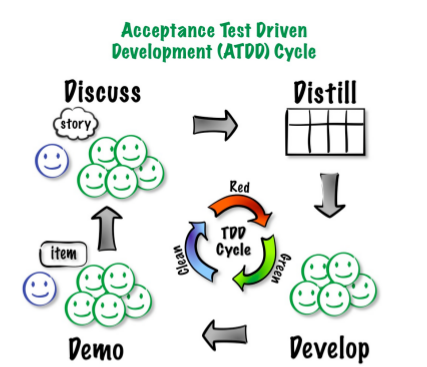 Acceptance Test Driven
Development (ATDD) Cycle
Discuss
Distill
story
Red
TDD
Cycle
Clean
Green
item
Demo
Develop